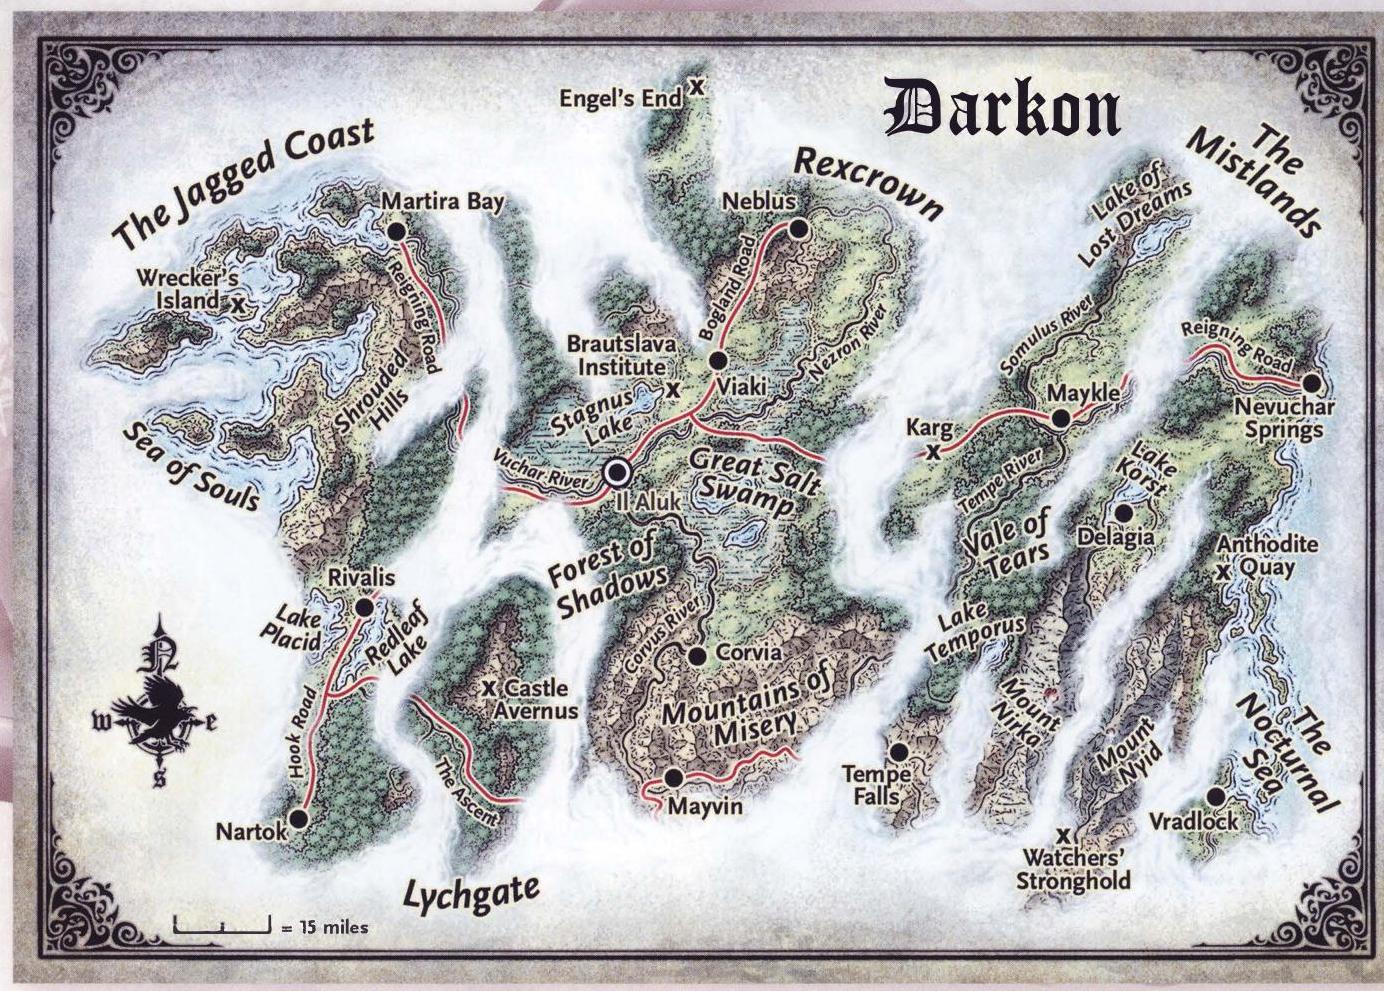 Darkon
Engel's End
x
The Jagged Coast
Rexcrown
The
Mistlands
Martira Bay
Neblus
Lake of
Lost Dreams
Wrecker's
Island x
Reigning Road
Bogland Road
Nezron River
Somulus River
Reigning Road
Brautslava
Institute
x
Viaki
Shrouded
Hills
Stagnus
Lake
Maykle
Nevuchar
Springs
Karg
x
Sea of Souls
Vuchar River
Great Salt
Swamp
Il Aluk
Tempe River
Lake
Korst
Vale of
Tears
Delagia
Anthodite
x Quay
Forest of
Shadows
Rivalis
Lake
Placid
Redleaf
Lake
Corvus River
Corvia
Lake
Temporus
N
w
e
s
x Castle
Avernus
Hook Road
Mountains of
Misery
Mount
Nirka
Mount
Nyid
The
Nocturnal
Sea
The Ascent
Mayvin
Tempe
Falls
Nartok
Vradlock
x
Watchers'
Stronghold
Lychgate
= 15 miles